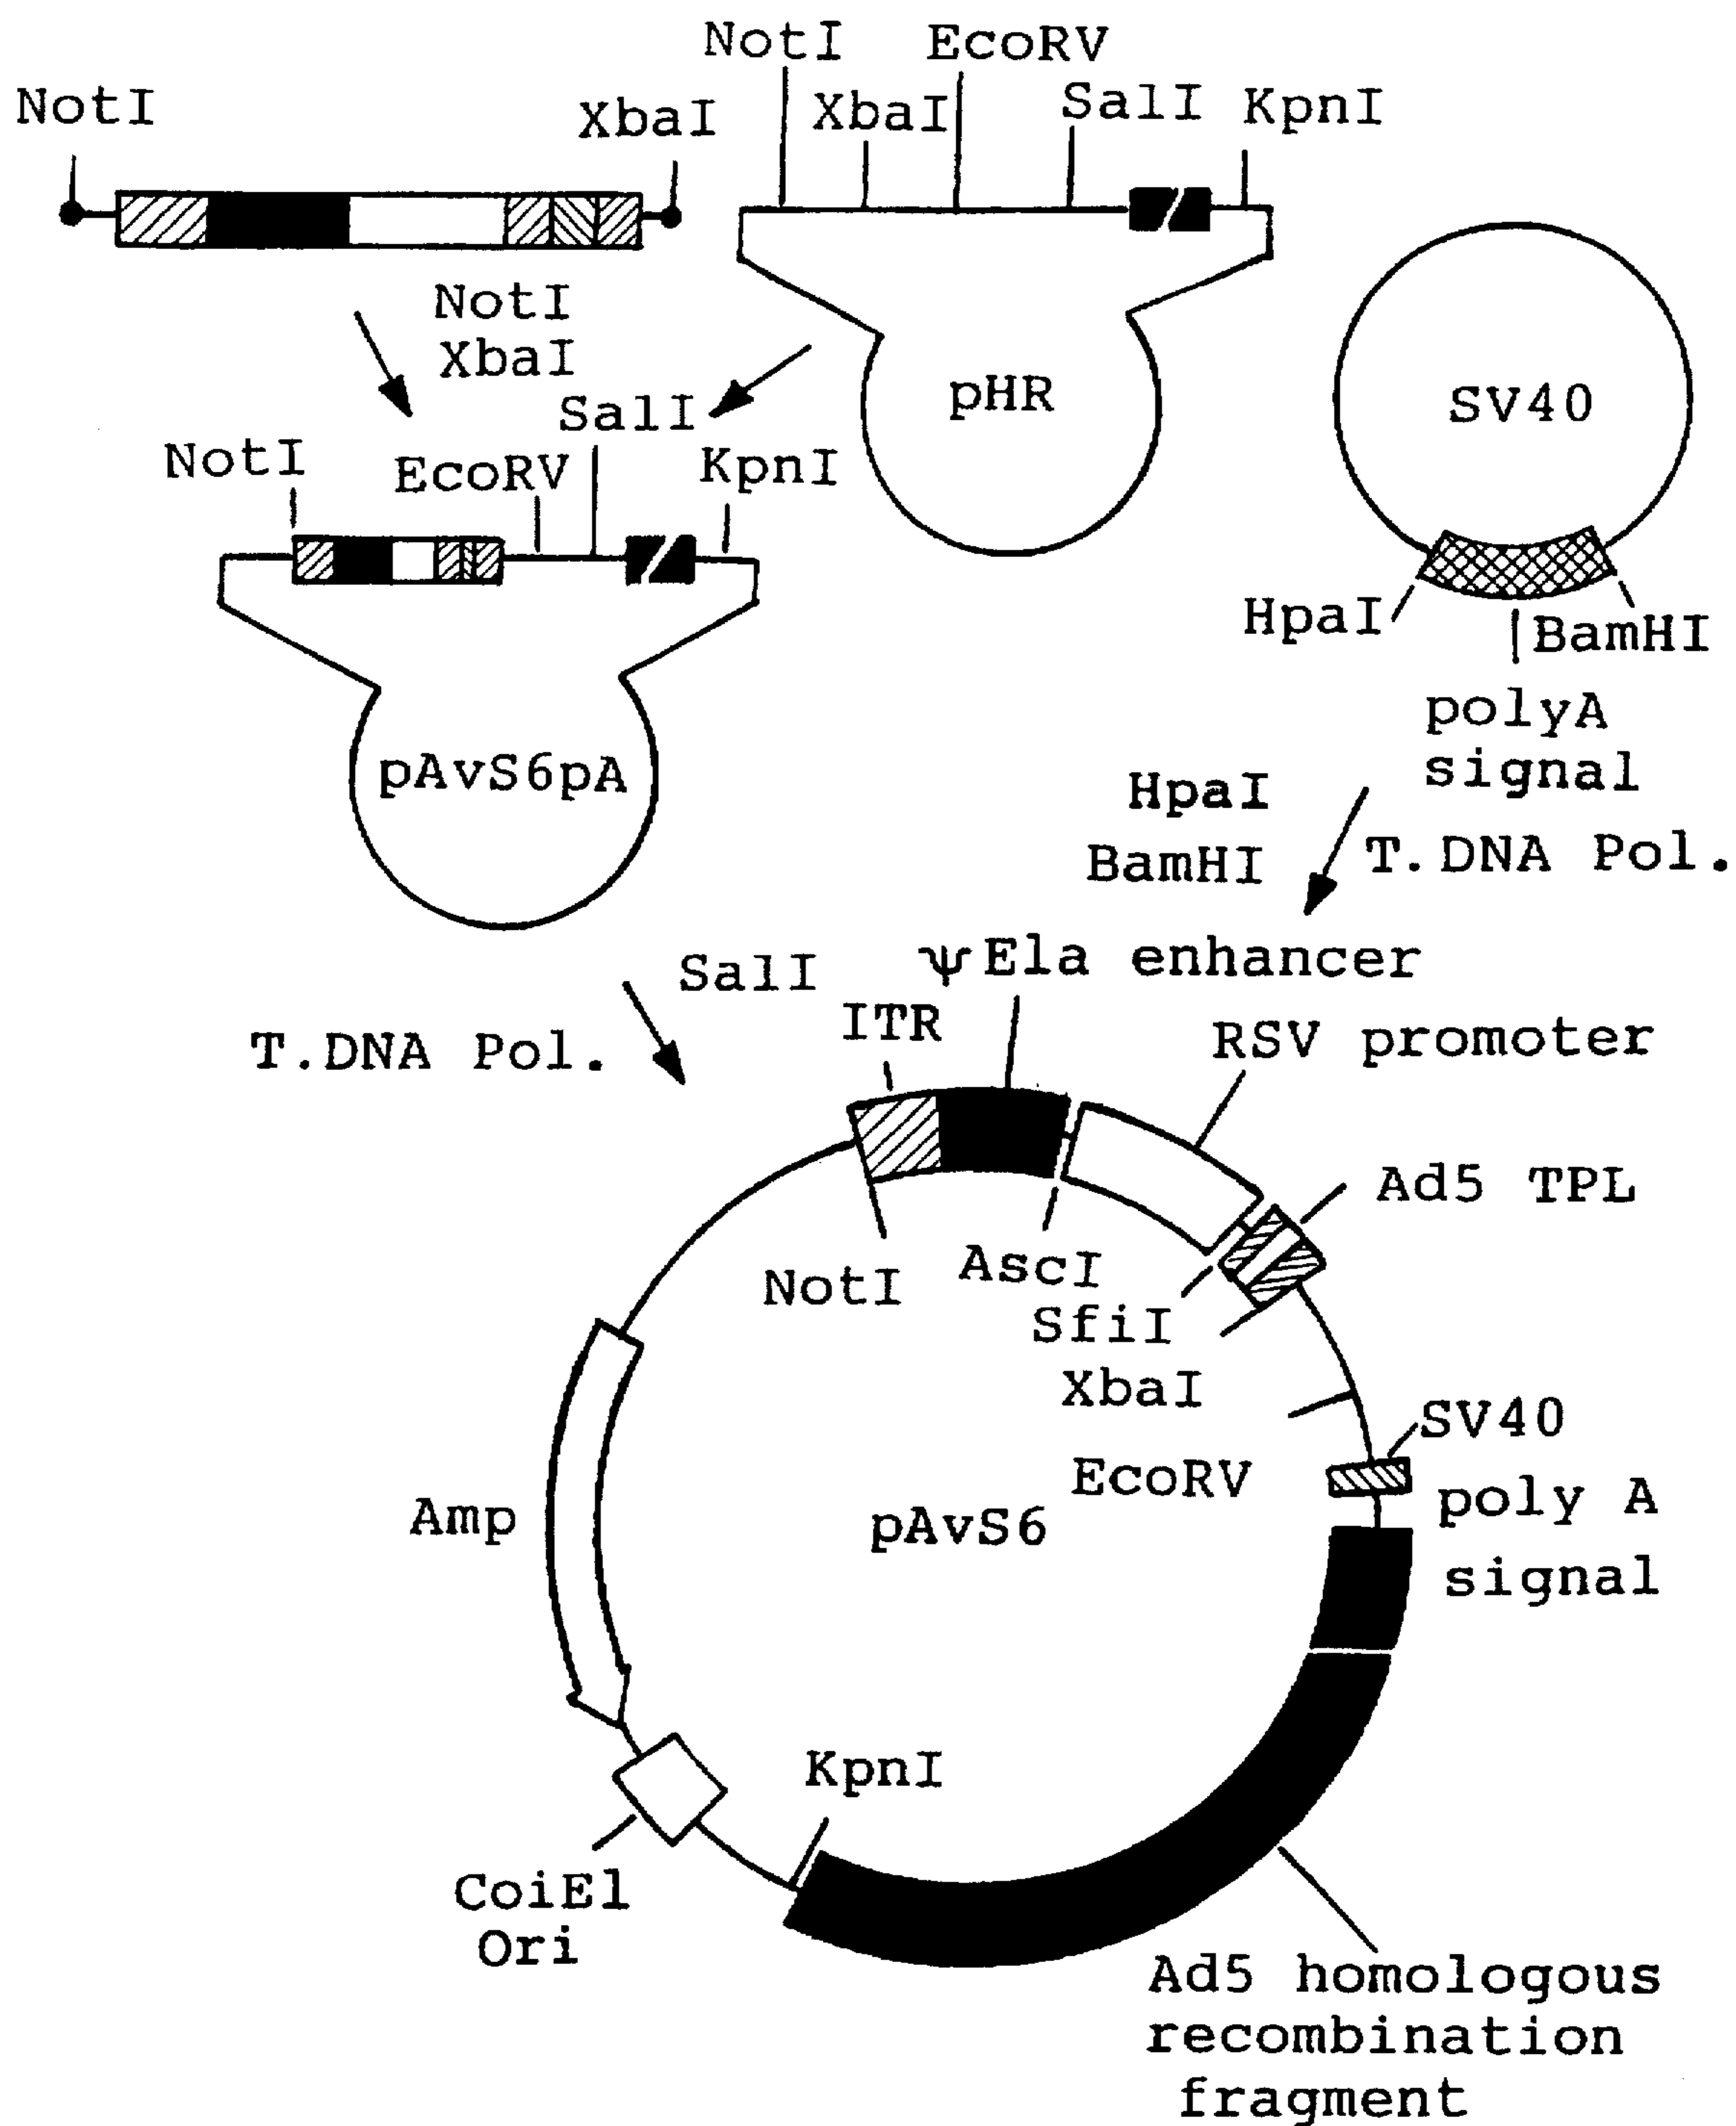 NotI
XbaI
NotI
EcoRV
XbaI
SalI
KpnI
NotI
XbaI
pHR
SV40
SalI
NotI
EcoRV
KpnI
HpaI
BamHI
polyA
signal
pAvS6pA
HpaI
BamHI
T.DNA Pol.
SalI
T.DNA Pol.
ψ Ela enhancer
ITR
RSV promoter
Ad5 TPL
NotI
AscI
SfiI
XbaI
EcoRV
SV40
poly A
signal
Amp
pAvS6
KpnI
CoiEl
Ori
Ad5 homologous
recombination
fragment